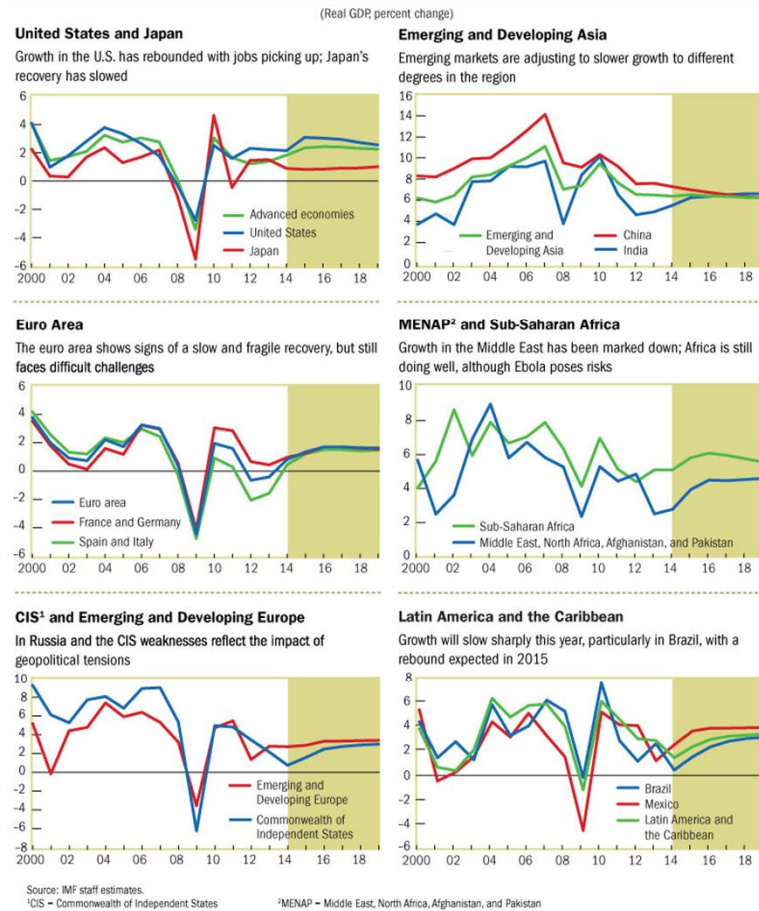 (Real GDP, percent change)
United States and Japan
Growth in the U.S. has rebounded with jobs picking up; Japan's
recovery has slowed
6
4
2
0
-2
-4
-6
Advanced economies
United States
Japan
2000 02 04 06 08 10 12 14 16 18
Emerging and Developing Asia
Emerging markets are adjusting to slower growth to different
degrees in the region
16
14
12
10
8
6
4
2
0
Emerging and
Developing Asia
China
India
2000 02 04 06 08 10 12 14 16 18
Euro Area
The euro area shows signs of a slow and fragile recovery, but still
faces difficult challenges
6
4
2
0
-2
-4
-6
Euro area
France and Germany
Spain and Italy
2000 02 04 06 08 10 12 14 16 18
MENAP² and Sub-Saharan Africa
Growth in the Middle East has been marked down; Africa is still
doing well, although Ebola poses risks
10
8
6
4
2
0
Sub-Saharan Africa
Middle East, North Africa, Afghanistan, and Pakistan
2000 02 04 06 08 10 12 14 16 18
CIS¹ and Emerging and Developing Europe
In Russia and the CIS weaknesses reflect the impact of
geopolitical tensions
10
8
6
4
2
0
-2
-4
-6
-8
Emerging and
Developing Europe
Commonwealth of
Independent States
2000 02 04 06 08 10 12 14 16 18
Latin America and the Caribbean
Growth will slow sharply this year, particularly in Brazil, with a
rebound expected in 2015
8
6
4
2
0
-2
-4
-6
Brazil
Mexico
Latin America and
the Caribbean
2000 02 04 06 08 10 12 14 16 18
Source: IMF staff estimates.
¹CIS – Commonwealth of Independent States
²MENAP – Middle East, North Africa, Afghanistan, and Pakistan